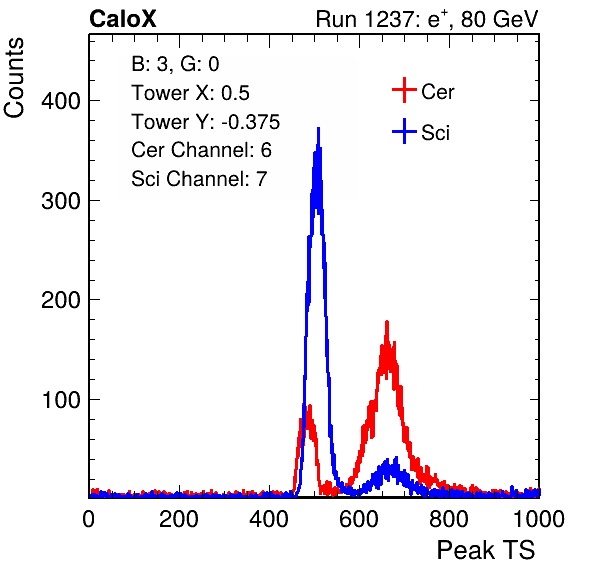 CaloX
Run 1237: e+, 80 GeV
Counts
B: 3, G: 0
Tower X: 0.5
Tower Y: -0.375
Cer Channel: 6
Sci Channel: 7
Cer
Sci
400
300
200
100
0 200 400 600 800 1000
Peak TS